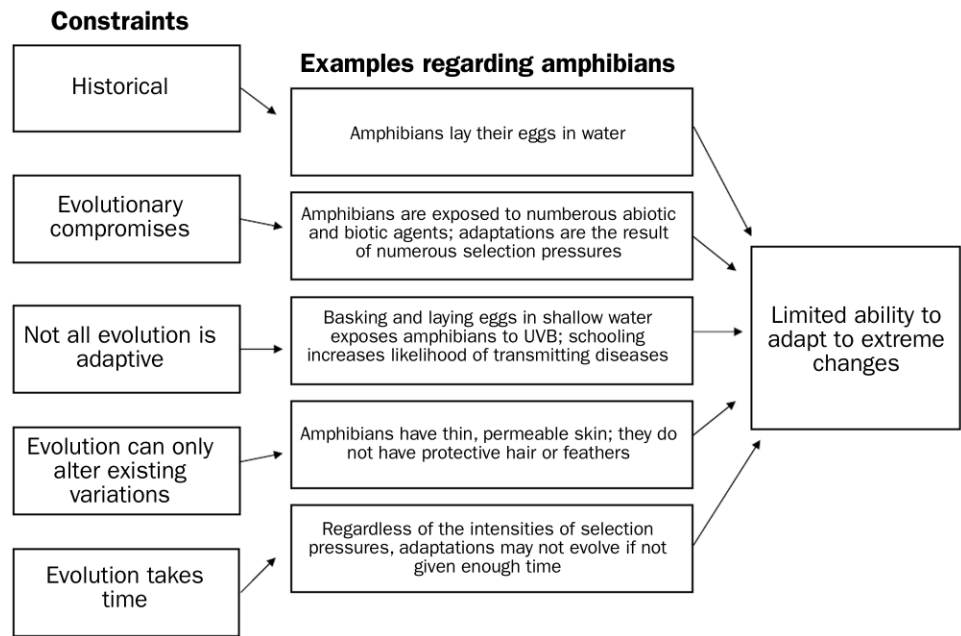 Constraints
Historical
Evolutionary
compromises
Not all evolution is
adaptive
Evolution can only
alter existing
variations
Evolution takes
time
Examples regarding amphibians
Amphibians lay their eggs in water
Amphibians are exposed to numberous abiotic
and biotic agents; adaptations are the result
of numerous selection pressures
Basking and laying eggs in shallow water
exposes amphibians to UVB; schooling
increases likelihood of transmitting diseases
Amphibians have thin, permeable skin; they do
not have protective hair or feathers
Regardless of the intensities of selection
pressures, adaptations may not evolve if not
given enough time
Limited ability to
adapt to extreme
changes